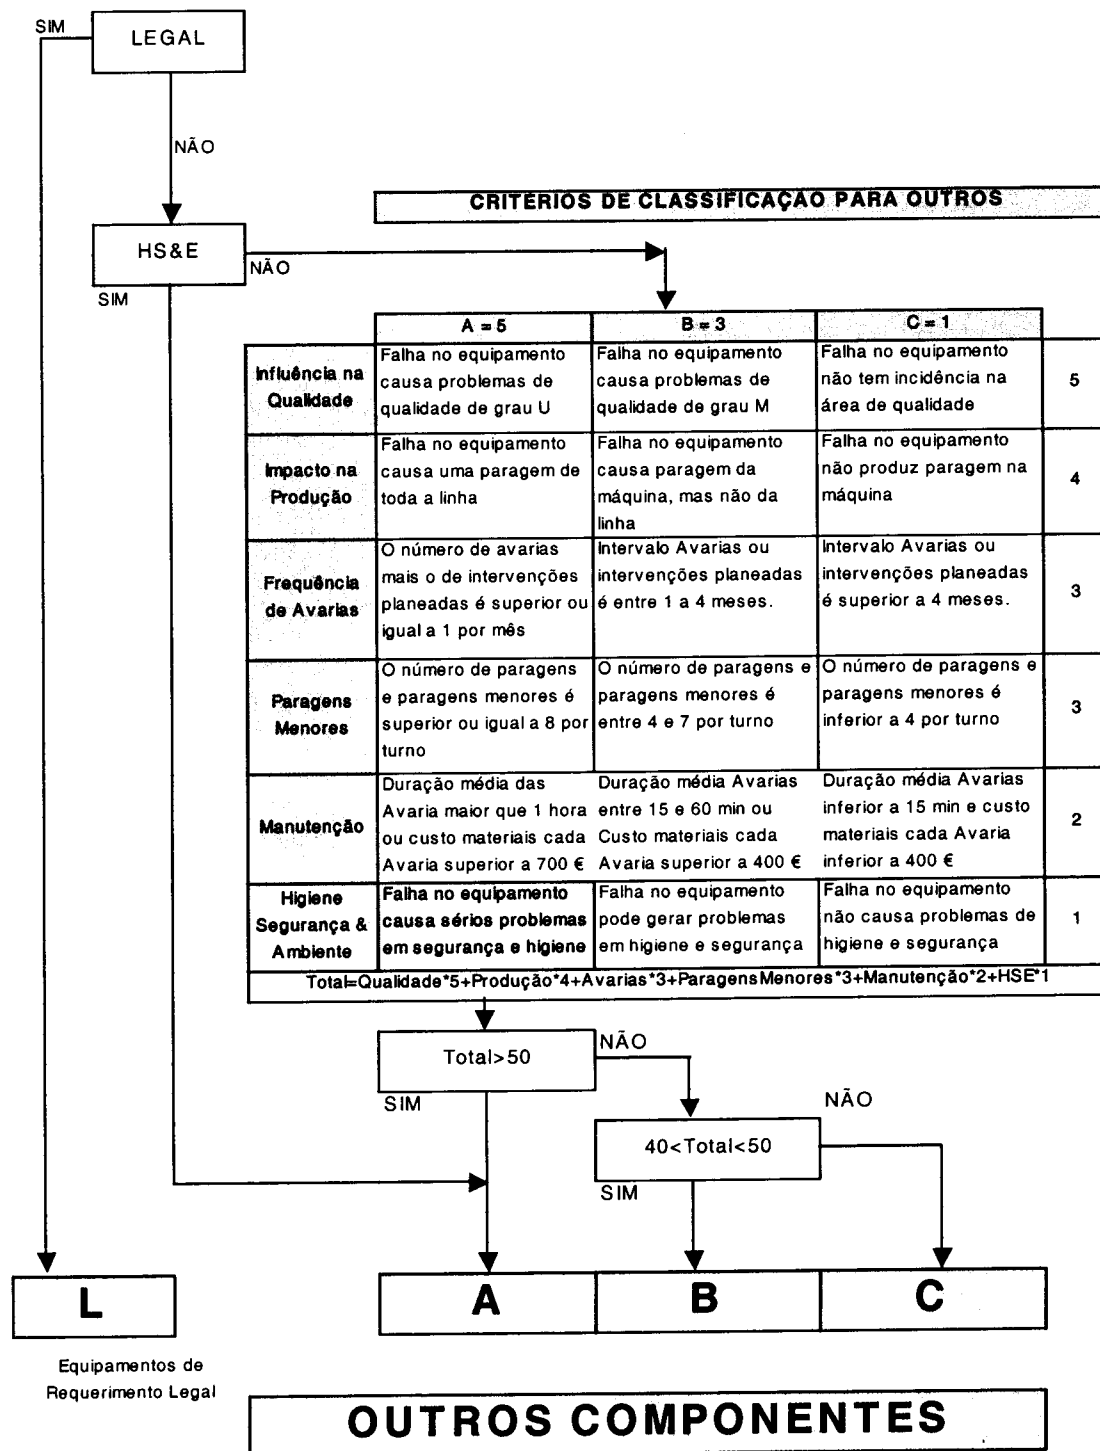 SIM
LEGAL
NÃO
CRITÉRIOS DE CLASSIFICAÇÃO PARA OUTROS
HS&E
NÃO
SIM
A = 5
B = 3
C = 1
Influência na
Qualidade
Falha no equipamento
causa problemas de
qualidade de grau U
Falha no equipamento
causa problemas de
qualidade de grau M
Falha no equipamento
não tem incidência na
área de qualidade
5
Impacto na
Produção
Falha no equipamento
causa uma paragem de
toda a linha
Falha no equipamento
causa paragem da
máquina, mas não da
linha
Falha no equipamento
não produz paragem na
máquina
4
Frequência
de Avarias
O número de avarias
mais o de intervenções
planeadas é superior ou
igual a 1 por mês
Intervalo Avarias ou
intervenções planeadas
é entre 1 a 4 meses.
Intervalo Avarias ou
intervenções planeadas
é superior a 4 meses.
3
Paragens
Menores
O número de paragens
e paragens menores é
superior ou igual a 8 por
turno
O número de paragens e
paragens menores é
entre 4 e 7 por turno
O número de paragens e
paragens menores é
inferior a 4 por turno
3
Manutenção
Duração média das
Avaria maior que 1 hora
ou custo materiais cada
Avaria superior a 700 €
Duração média Avarias
entre 15 e 60 min ou
Custo materiais cada
Avaria superior a 400 €
Duração média Avarias
inferior a 15 min e custo
materiais cada Avaria
inferior a 400 €
2
Higiene
Segurança &
Ambiente
Falha no equipamento
causa sérios problemas
em segurança e higiene
Falha no equipamento
pode gerar problemas
em higiene e segurança
Falha no equipamento
não causa problemas de
higiene e segurança
1
Total=Qualidade*5+Produção*4+Avarias*3+ParagensMenores*3+Manutenção*2+HSE*1
Total>50
NÃO
SIM
NÃO
40<Total<50
SIM
L
A
B
C
Equipamentos de
Requerimento Legal
OUTROS COMPONENTES